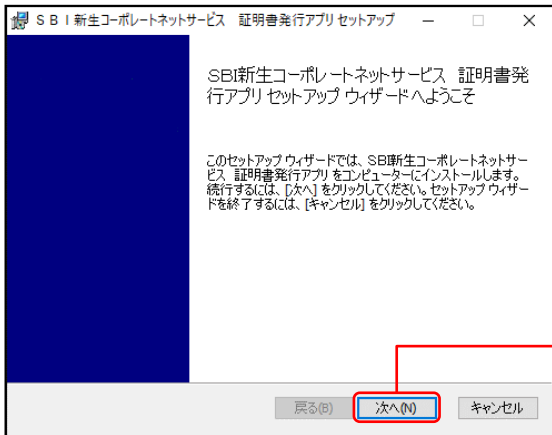 ＳＢＩ新生コーポレートネットサービス　証明書発行アプリ セットアップ
SBI新生コーポレートネットサービス　証明書発
行アプリ セットアップ ウィザードへようこそ
このセットアップ ウィザードでは、SBI新生コーポレートネットサー
ビス　証明書発行アプリ をコンピューターにインストールします。
続行するには、[次へ] をクリックしてください。セットアップ ウィザー
ドを終了するには、[キャンセル] をクリックしてください。
戻る(B) 次へ(N) キャンセル